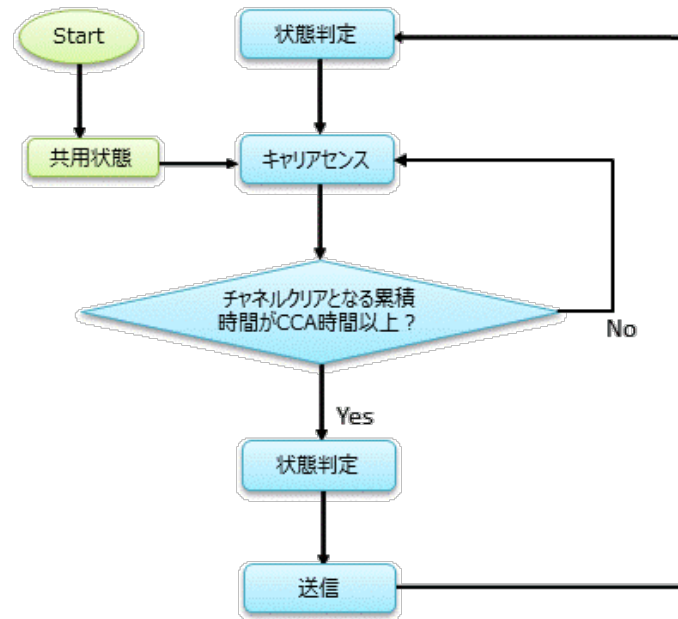 Start
状態判定
共用状態
キャリアセンス
チャネルクリアとなる累積
時間がCCA時間以上？
No
Yes
状態判定
送信